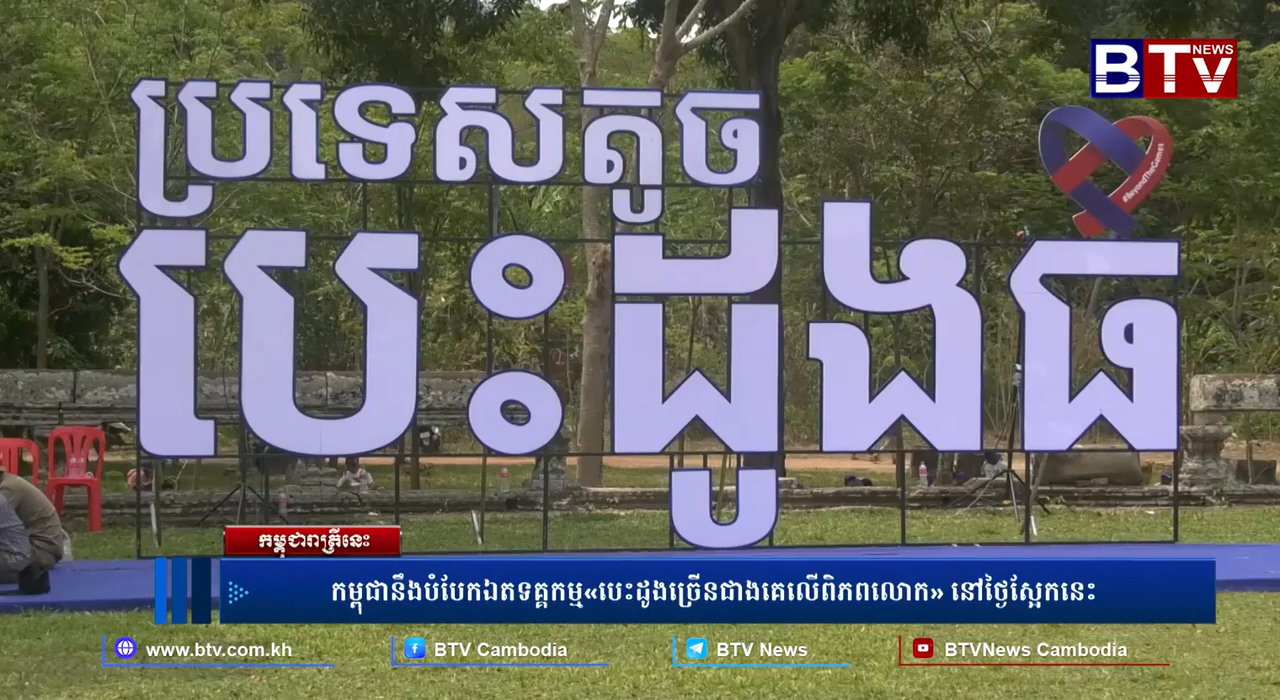 BTV NEWS
ប្រទេសតូច
#BeyondTheGames
បេះដូងធំ
កម្ពុជារាត្រីនេះ
កម្ពុជានឹងបំបែកឯតទគ្គកម្ម«បេះដូងច្រើនជាងគេលើពិភពលោក» នៅថ្ងៃស្អែកនេះ
www.btv.com.kh
BTV Cambodia
BTV News
BTVNews Cambodia